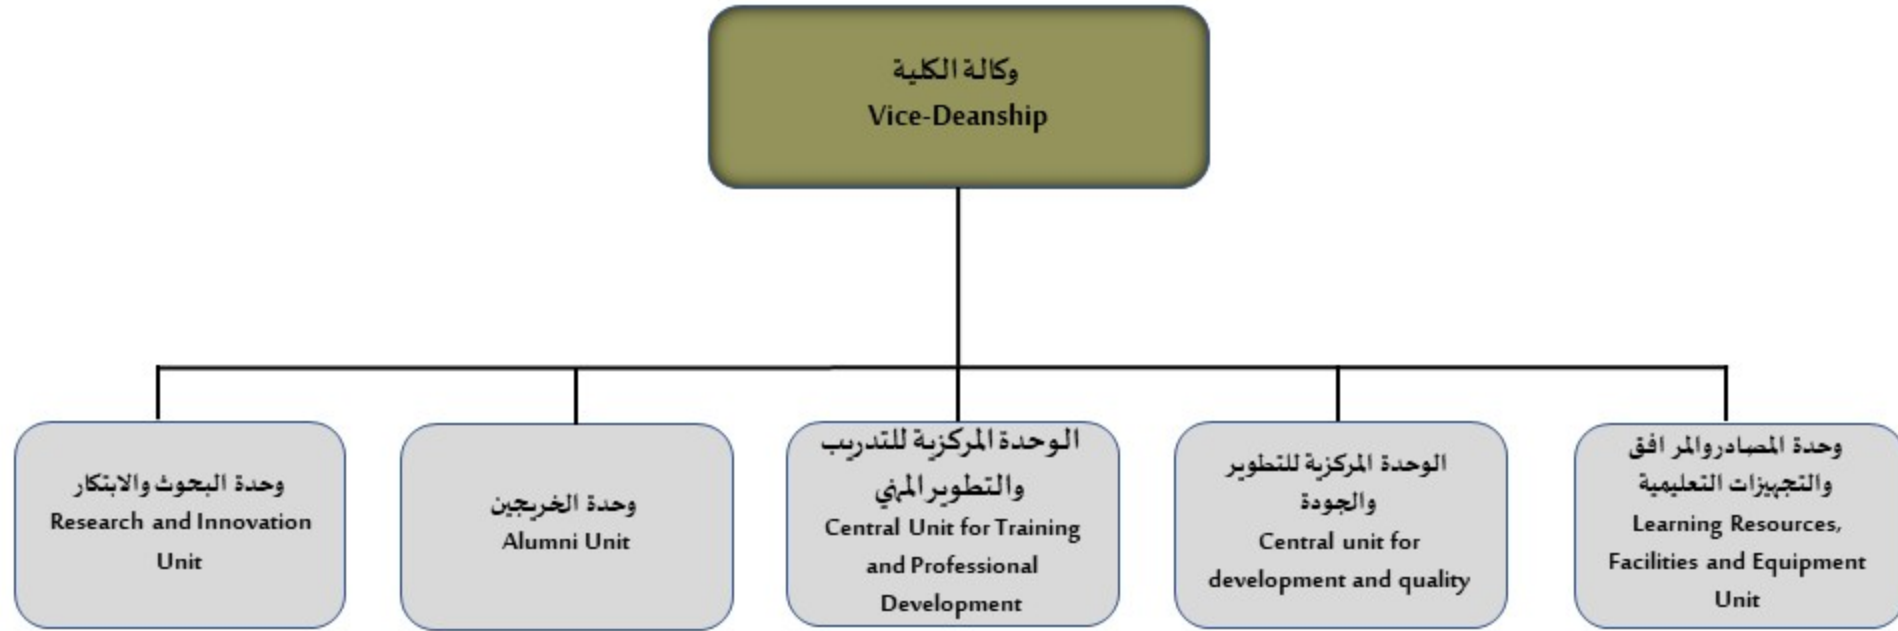 وكالة الكلية
Vice-Deanship
وحدة البحوث والابتكار
Research and Innovation
Unit
وحدة الخريجين
Alumni Unit
الوحدة المركزية للتدريب
والتطوير المهني
Central Unit for Training
and Professional
Development
الوحدة المركزية للتطوير
والجودة
Central unit for
development and quality
وحدة المصادر والمرافق
والتجهيزات التعليمية
Learning Resources,
Facilities and Equipment
Unit